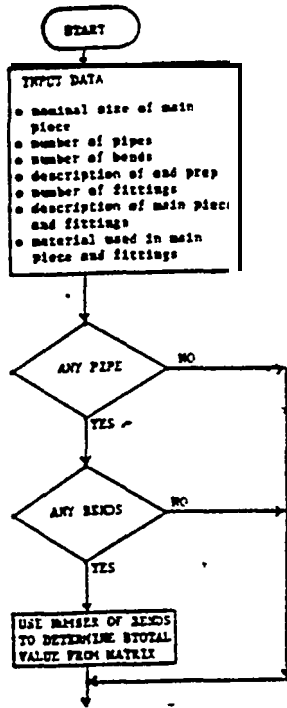 START
INPUT DATA
• nominal size of main
piece
• number of pipes
• number of bends
• description of end prep
• number of fittings
• description of main piece
and fittings
• material used in main
piece and fittings
ANY PIPE
NO
YES
ANY BENDS
NO
YES
USE NUMBER OF BENDS
TO DETERMINE BTOTAL
VALUE FROM MATRIX